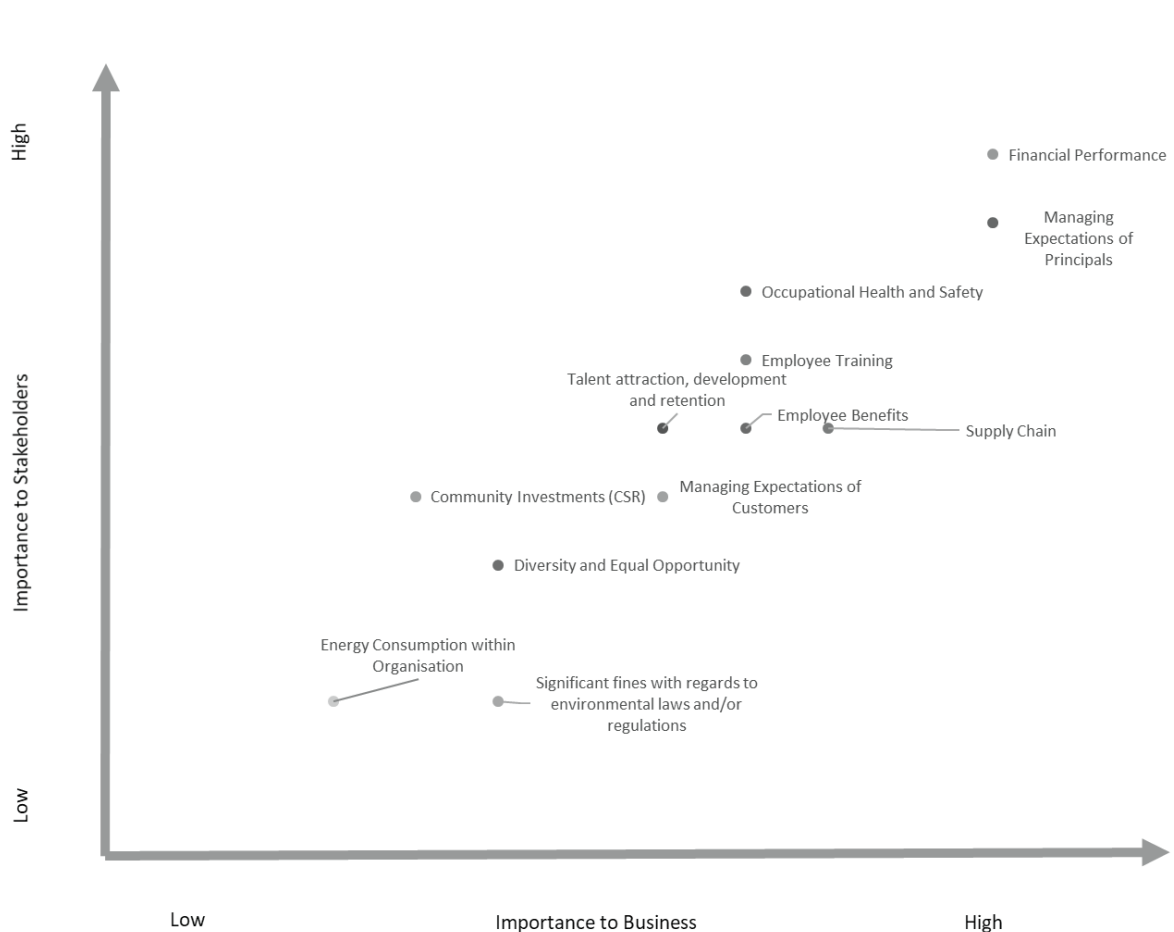 High
Financial Performance
Managing
Expectations of
Principals
Occupational Health and Safety
Employee Training
Talent attraction, development
and retention
Employee Benefits
Supply Chain
Importance to Stakeholders
Community Investments (CSR)
Managing Expectations of
Customers
Diversity and Equal Opportunity
Energy Consumption within
Organisation
Significant fines with regards to
environmental laws and/or
regulations
Low
Low
Importance to Business
High